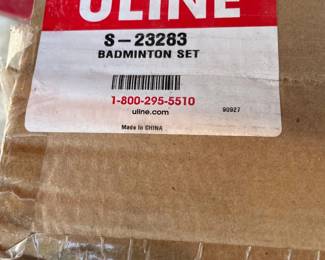 ULINE
S-23283
BADMINTON SET
1-800-295-5510
uline.com
90927
Made in CHINA